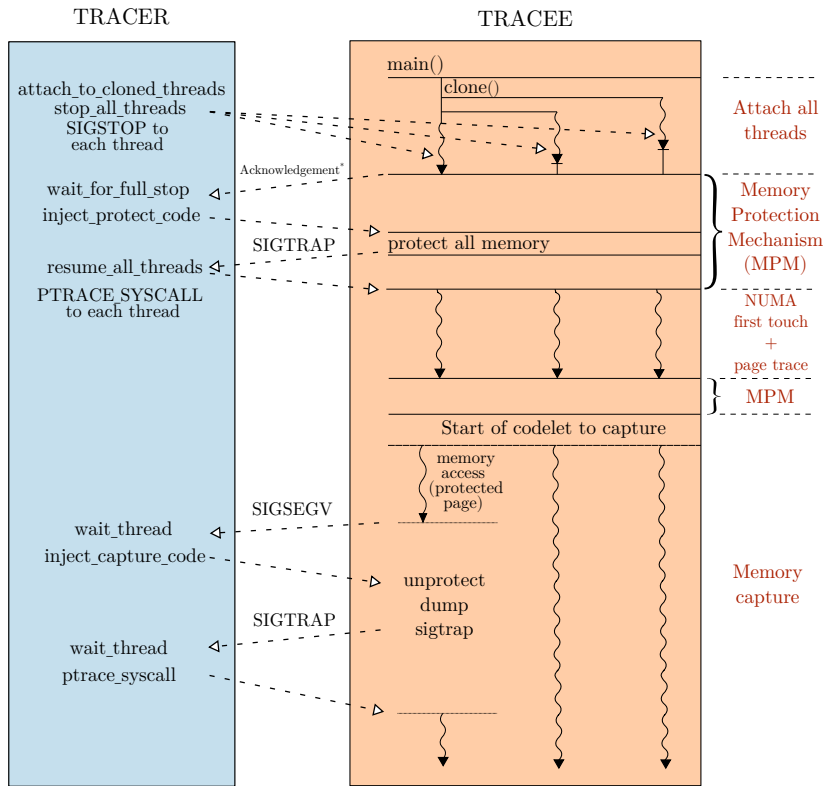 TRACER
TRACEE
main()
attach_to_cloned_threads
clone()
stop_all_threads
SIGSTOP to
each thread
Attach all
threads
Acknowledgement*
wait_for_full_stop
inject_protect_code
Memory
Protection
Mechanism
(MPM)
SIGTRAP
protect all memory
resume_all_threads
PTRACE_SYSCALL
to each thread
NUMA
first touch
+
page trace
MPM
Start of codelet to capture
memory
access
(protected
page)
SIGSEGV
wait_thread
inject_capture_code
unprotect
dump
sigtrap
Memory
capture
SIGTRAP
wait_thread
ptrace_syscall